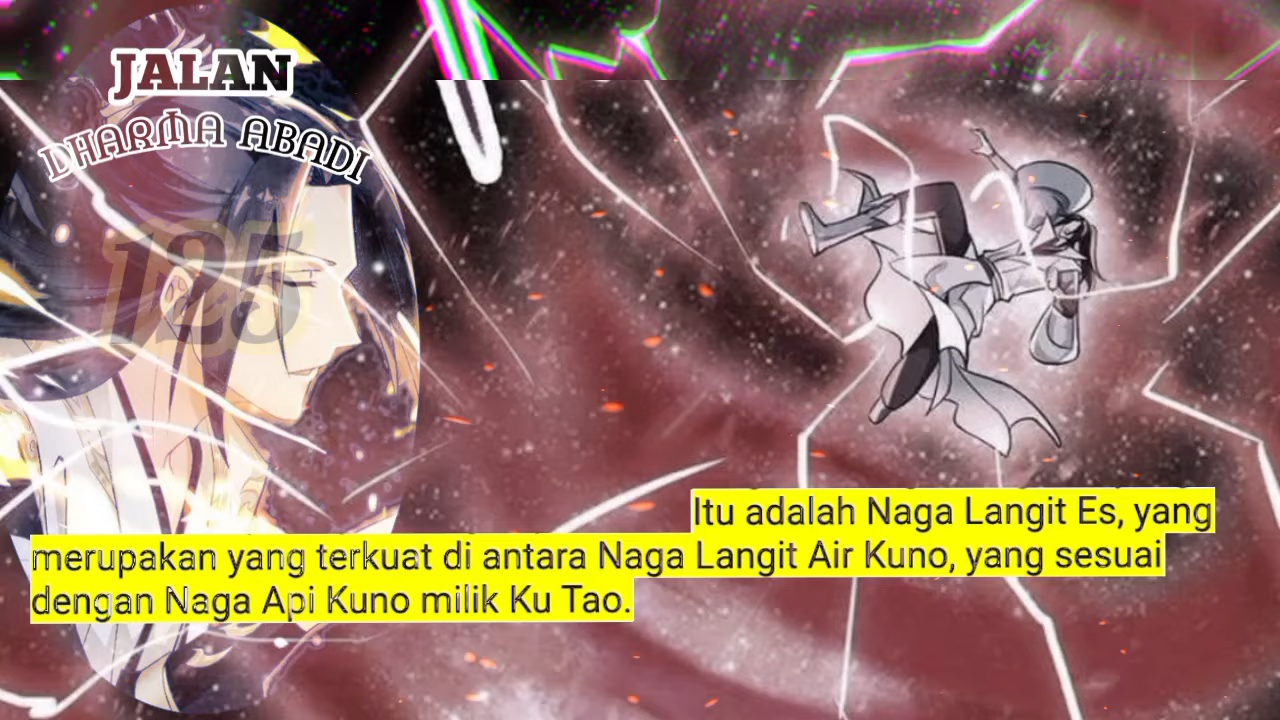 JALAN
DHARMA ABADI
125
Itu adalah Naga Langit Es, yang
merupakan yang terkuat di antara Naga Langit Air Kuno, yang sesuai
dengan Naga Api Kuno milik Ku Tao.